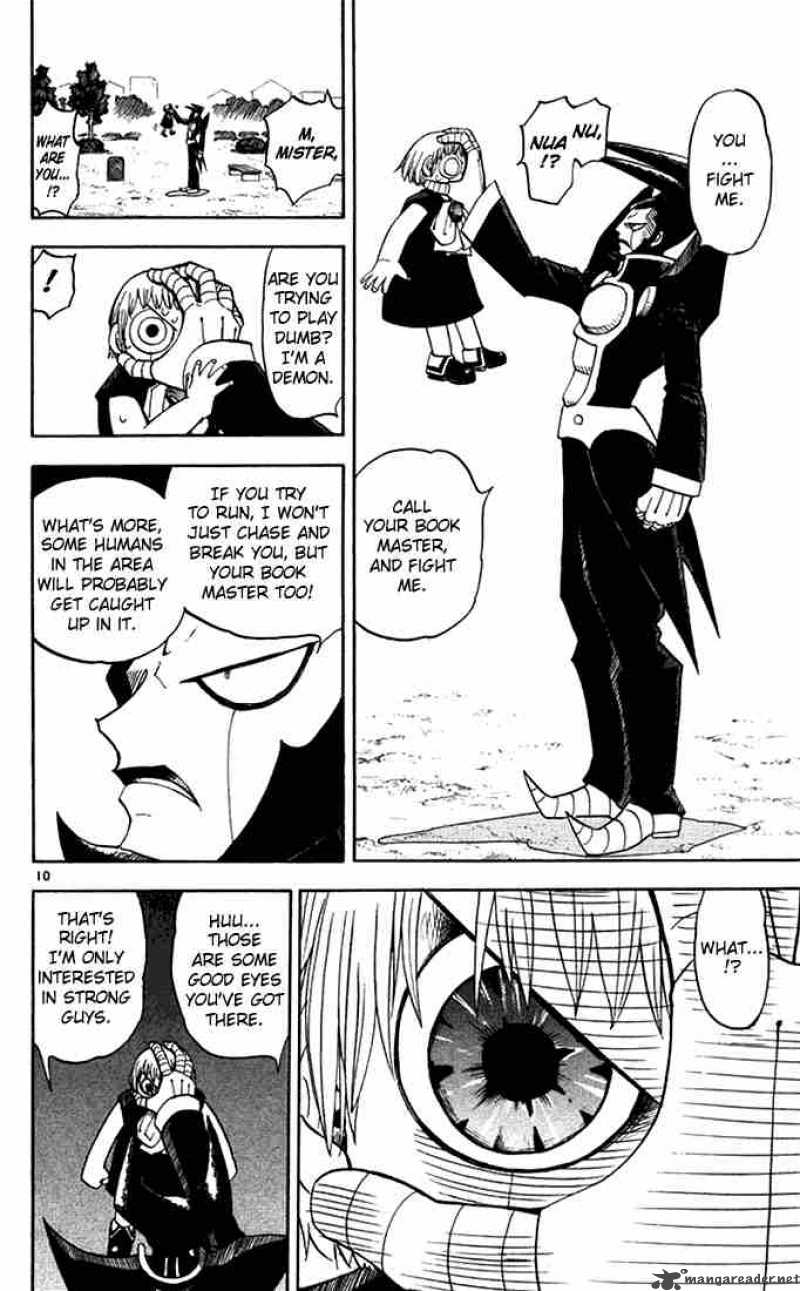 YOU
...
FIGHT
ME.
NUA NU,
!?
CALL
YOUR BOOK
MASTER,
AND FIGHT
ME.
M,
MISTER,
WHAT
ARE
YOU...
!?
ARE YOU
TRYING
TO PLAY
DUMB?
I'M A
DEMON.
!
IF YOU TRY
TO RUN, I WON'T
JUST CHASE AND
BREAK YOU, BUT
YOUR BOOK
MASTER TOO!
WHAT'S MORE,
SOME HUMANS
IN THE AREA
WILL PROBABLY
GET CAUGHT
UP IN IT.
10
WHAT...
!?
HUU...
THOSE
ARE SOME
GOOD EYES
YOU'VE GOT
THERE.
THAT'S
RIGHT!
I'M ONLY
INTERESTED
IN STRONG
GUYS.
mangareader.net